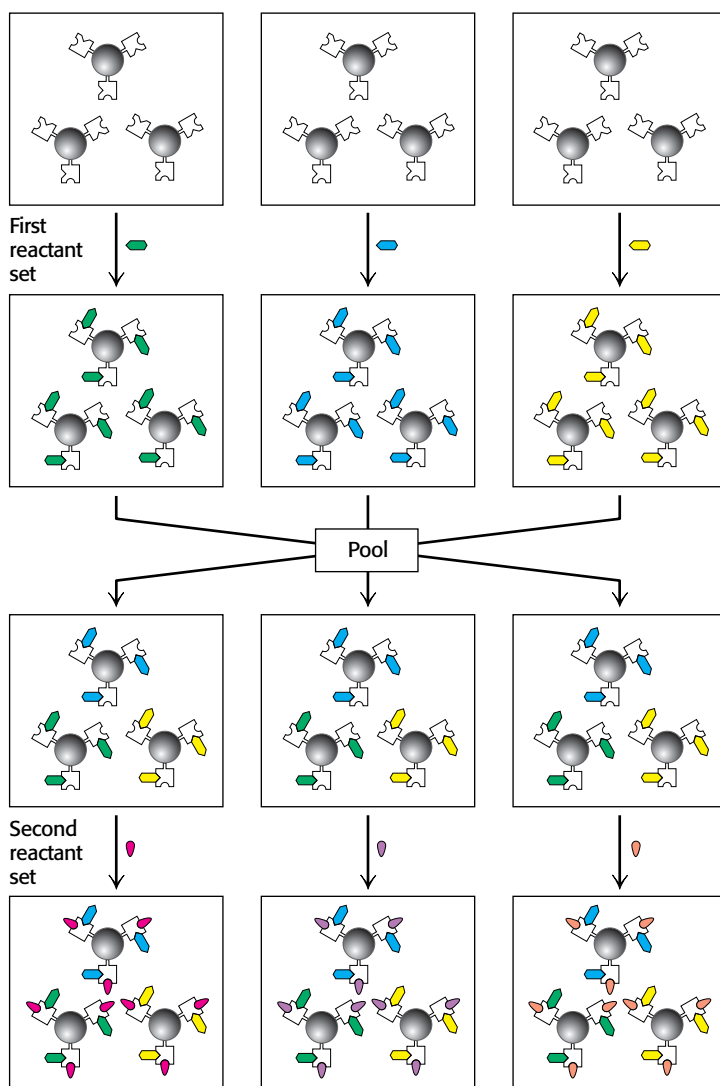 First
reactant
set
Pool
Second
reactant
set